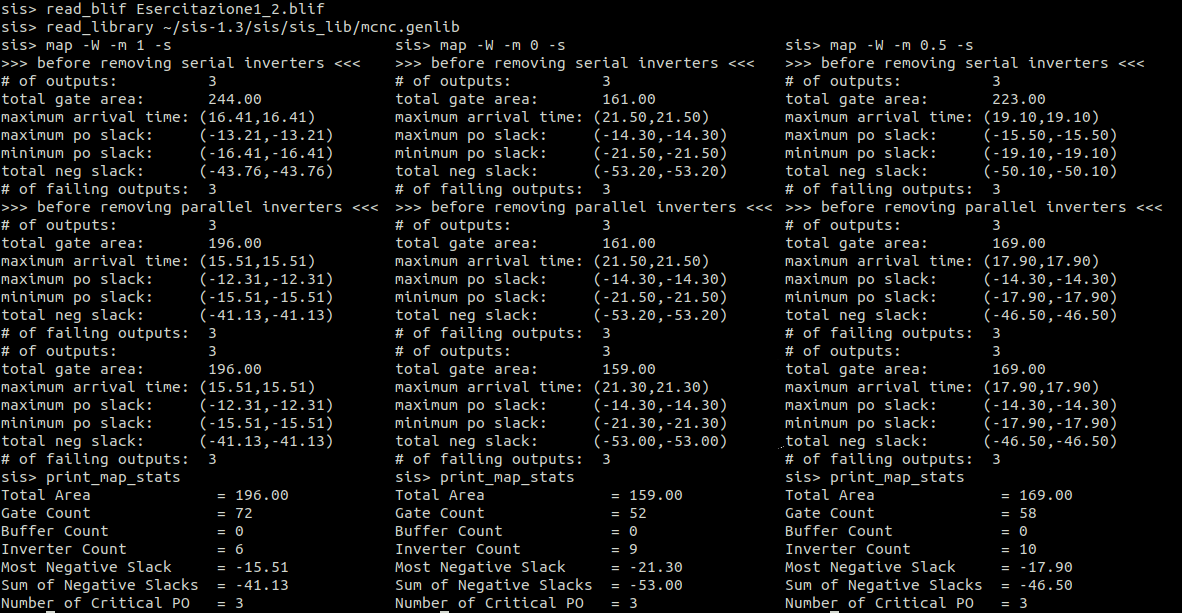 sis> read_blif Esercitazione1_2.blif
sis> read_library ~/sis-1.3/sis/sis_lib/mcnc.genlib
sis> map -W -m 1 -s
>>> before removing serial inverters <<<
# of outputs: 3
total gate area: 244.00
maximum arrival time: (16.41,16.41)
maximum po slack: (-13.21,-13.21)
minimum po slack: (-16.41,-16.41)
total neg slack: (-43.76,-43.76)
# of failing outputs: 3
>>> before removing parallel inverters <<<
# of outputs: 3
total gate area: 196.00
maximum arrival time: (15.51,15.51)
maximum po slack: (-12.31,-12.31)
minimum po slack: (-15.51,-15.51)
total neg slack: (-41.13,-41.13)
# of failing outputs: 3
# of outputs: 3
total gate area: 196.00
maximum arrival time: (15.51,15.51)
maximum po slack: (-12.31,-12.31)
minimum po slack: (-15.51,-15.51)
total neg slack: (-41.13,-41.13)
# of failing outputs: 3
sis> print_map_stats
Total Area = 196.00
Gate Count = 72
Buffer Count = 0
Inverter Count = 6
Most Negative Slack = -15.51
Sum of Negative Slacks = -41.13
Number of Critical PO = 3
sis> map -W -m 0 -s
>>> before removing serial inverters <<<
# of outputs: 3
total gate area: 161.00
maximum arrival time: (21.50,21.50)
maximum po slack: (-14.30,-14.30)
minimum po slack: (-21.50,-21.50)
total neg slack: (-53.20,-53.20)
# of failing outputs: 3
>>> before removing parallel inverters <<<
# of outputs: 3
total gate area: 161.00
maximum arrival time: (21.50,21.50)
maximum po slack: (-14.30,-14.30)
minimum po slack: (-21.50,-21.50)
total neg slack: (-53.20,-53.20)
# of failing outputs: 3
# of outputs: 3
total gate area: 159.00
maximum arrival time: (21.30,21.30)
maximum po slack: (-14.30,-14.30)
minimum po slack: (-21.30,-21.30)
total neg slack: (-53.00,-53.00)
# of failing outputs: 3
sis> print_map_stats
Total Area = 159.00
Gate Count = 52
Buffer Count = 0
Inverter Count = 9
Most Negative Slack = -21.30
Sum of Negative Slacks = -53.00
Number of Critical PO = 3
sis> map -W -m 0.5 -s
>>> before removing serial inverters <<<
# of outputs: 3
total gate area: 223.00
maximum arrival time: (19.10,19.10)
maximum po slack: (-15.50,-15.50)
minimum po slack: (-19.10,-19.10)
total neg slack: (-50.10,-50.10)
# of failing outputs: 3
>>> before removing parallel inverters <<<
# of outputs: 3
total gate area: 169.00
maximum arrival time: (17.90,17.90)
maximum po slack: (-14.30,-14.30)
minimum po slack: (-17.90,-17.90)
total neg slack: (-46.50,-46.50)
# of failing outputs: 3
# of outputs: 3
total gate area: 169.00
maximum arrival time: (17.90,17.90)
maximum po slack: (-14.30,-14.30)
minimum po slack: (-17.90,-17.90)
total neg slack: (-46.50,-46.50)
# of failing outputs: 3
sis> print_map_stats
Total Area = 169.00
Gate Count = 58
Buffer Count = 0
Inverter Count = 10
Most Negative Slack = -17.90
Sum of Negative Slacks = -46.50
Number of Critical PO = 3